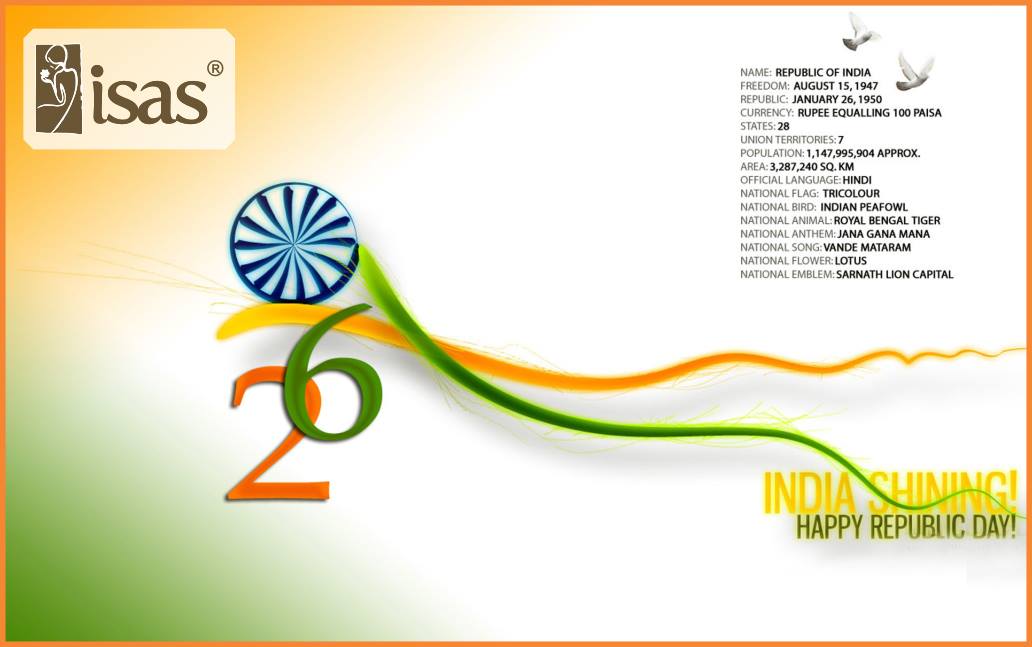 isas®
NAME: REPUBLIC OF INDIA
FREEDOM: AUGUST 15, 1947
REPUBLIC: JANUARY 26, 1950
CURRENCY: RUPEE EQUALLING 100 PAISA
STATES: 28
UNION TERRITORIES: 7
POPULATION: 1,147,995,904 APPROX.
AREA: 3,287,240 SQ. KM
OFFICIAL LANGUAGE: HINDI
NATIONAL FLAG: TRICOLOUR
NATIONAL BIRD: INDIAN PEAFOWL
NATIONAL ANIMAL: ROYAL BENGAL TIGER
NATIONAL ANTHEM: JANA GANA MANA
NATIONAL SONG: VANDE MATARAM
NATIONAL FLOWER: LOTUS
NATIONAL EMBLEM: SARNATH LION CAPITAL
26
INDIA SHINING!
HAPPY REPUBLIC DAY!